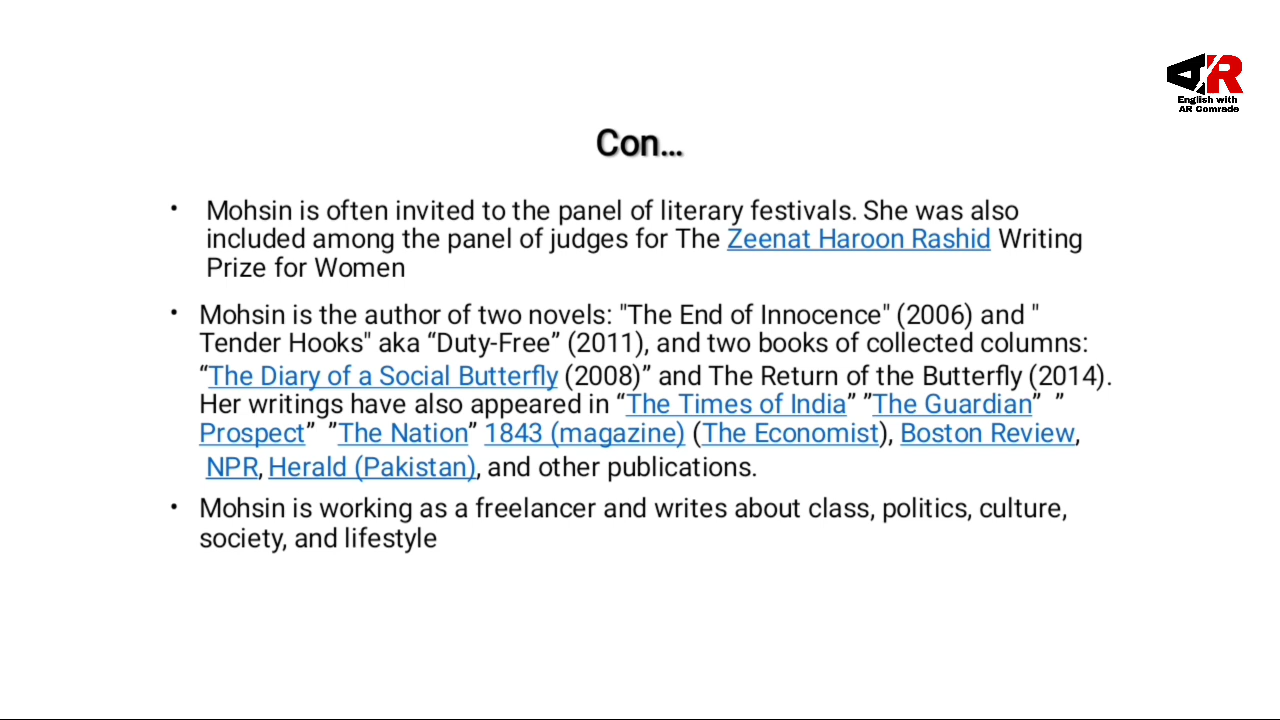 AR
English with
AR Comrade
Con...
• Mohsin is often invited to the panel of literary festivals. She was also
included among the panel of judges for The Zeenat Haroon Rashid Writing
Prize for Women
• Mohsin is the author of two novels: "The End of Innocence" (2006) and "
Tender Hooks" aka “Duty-Free” (2011), and two books of collected columns:
“The Diary of a Social Butterfly (2008)” and The Return of the Butterfly (2014).
Her writings have also appeared in “The Times of India” ”The Guardian” ”
Prospect” ”The Nation” 1843 (magazine) (The Economist), Boston Review,
NPR, Herald (Pakistan), and other publications.
• Mohsin is working as a freelancer and writes about class, politics, culture,
society, and lifestyle